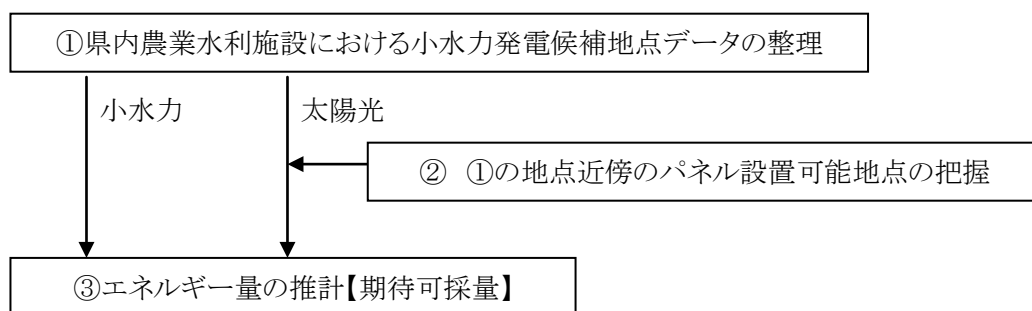 ①県内農業水利施設における小水力発電候補地点データの整理
小水力
太陽光
② ①の地点近傍のパネル設置可能地点の把握
③エネルギー量の推計【期待可採量】